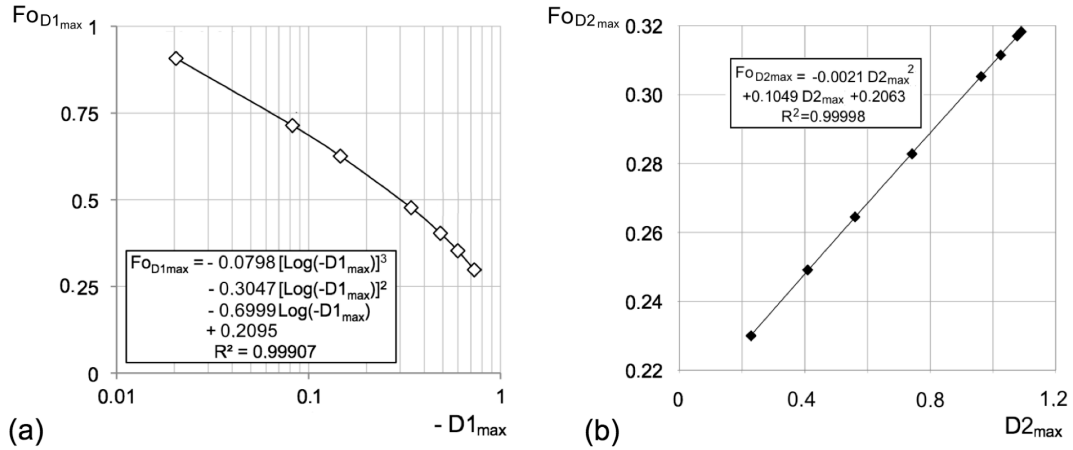 FoD1max
1
0.75
0.5
0.25
0
FoD1max = - 0.0798 [Log(-D1max)]³
- 0.3047 [Log(-D1max)]²
- 0.6999 Log(-D1max)
+ 0.2095
R² = 0.99907
0.01 0.1 1
- D1max
(a)
FoD2max
0.32
0.30
0.28
0.26
0.24
0.22
FoD2max = -0.0021 D2max²
+0.1049 D2max +0.2063
R²=0.99998
0 0.4 0.8 1.2
D2max
(b)